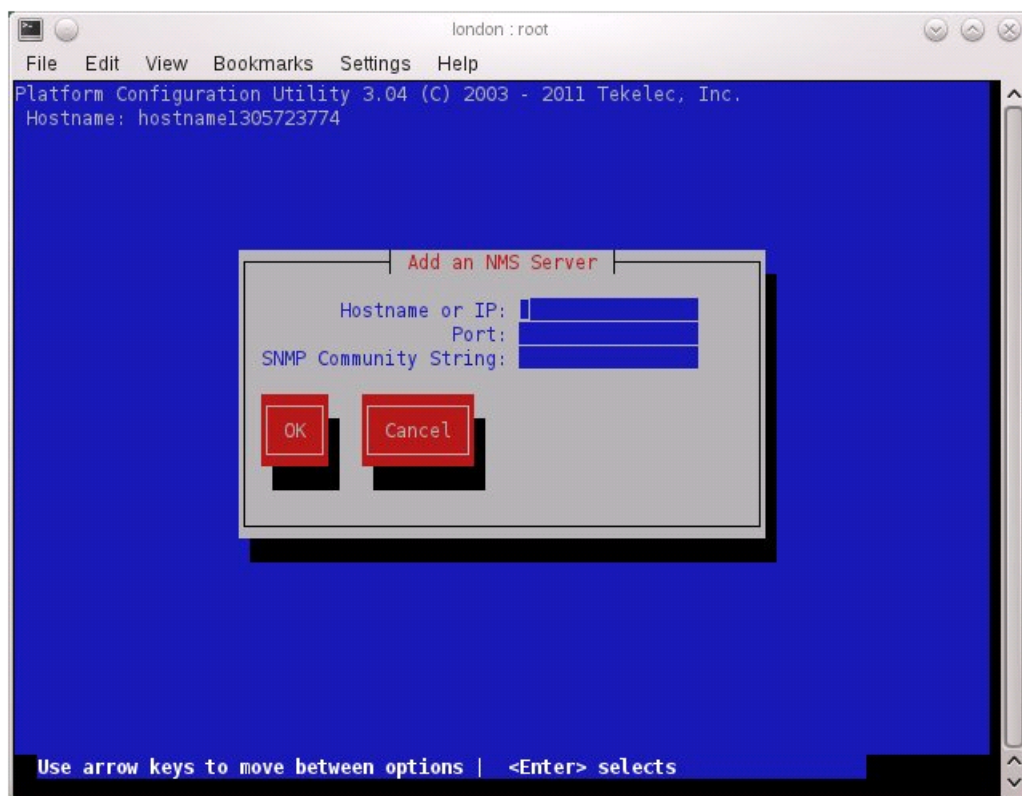 london : root
File Edit View Bookmarks Settings Help
Platform Configuration Utility 3.04 (C) 2003 - 2011 Tekelec, Inc.
Hostname: hostname1305723774
Add an NMS Server
Hostname or IP:
Port:
SNMP Community String:
OK Cancel
Use arrow keys to move between options | <Enter> selects